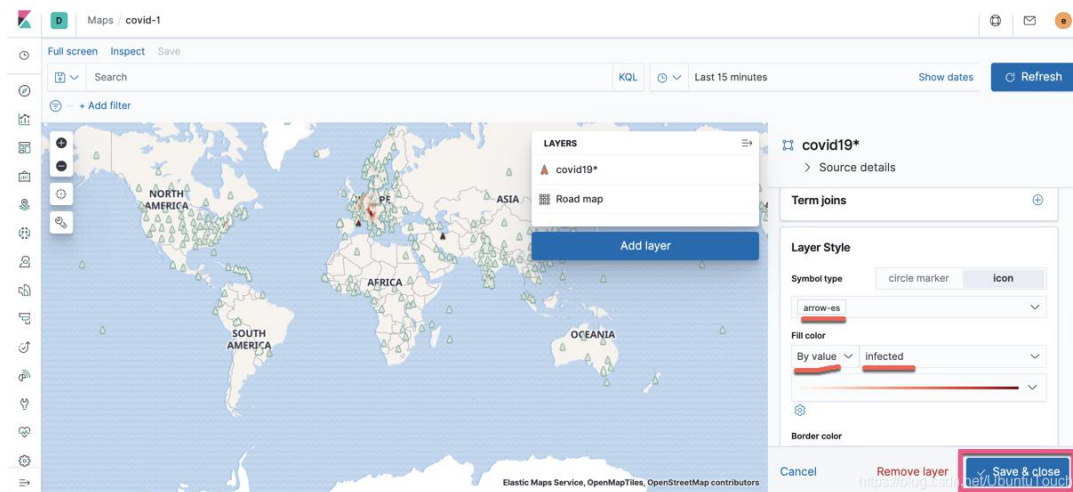 D Maps / covid-1 e
Full screen Inspect Save
Search KQL Last 15 minutes Show dates Refresh
+ Add filter
LAYERS
covid19*
Road map
Add layer
NORTH
AMERICA
PE
ASIA
AFRICA
SOUTH
AMERICA
OCEANIA
Elastic Maps Service, OpenMapTiles, OpenStreetMap contributors
covid19*
Source details
Term joins
Layer Style
Symbol type circle marker icon
arrow-es
Fill color
By value infected
Border color
Cancel Remove layer Save & close
https://blog.csdn.net/UbuntuTouch